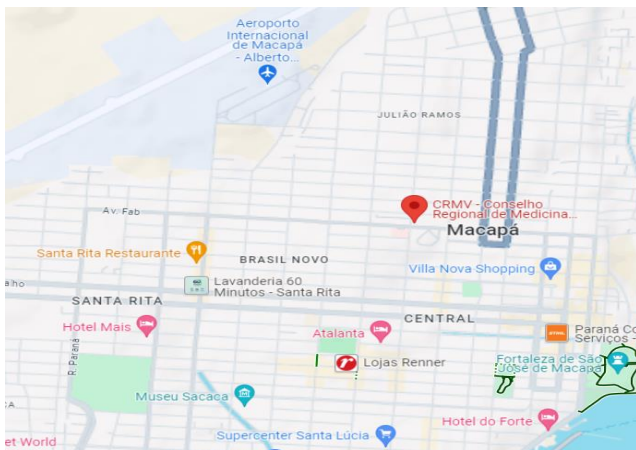 Aeroporto
Internacional
de Macapá
- Alberto...
JULIÃO RAMOS
CRMV - Conselho
Regional de Medicina...
Av. Fab
Macapá
Santa Rita Restaurante
BRASIL NOVO
Villa Nova Shopping
Lavanderia 60
Minutos - Santa Rita
alho
SANTA RITA
CENTRAL
Hotel Mais
Atalanta
Paraná Co
Serviços -
R. Paraná
Lojas Renner
Fortaleza de São
José de Macapá
Museu Sacaca
CA
Hotel do Forte
et World
Supercenter Santa Lúcia